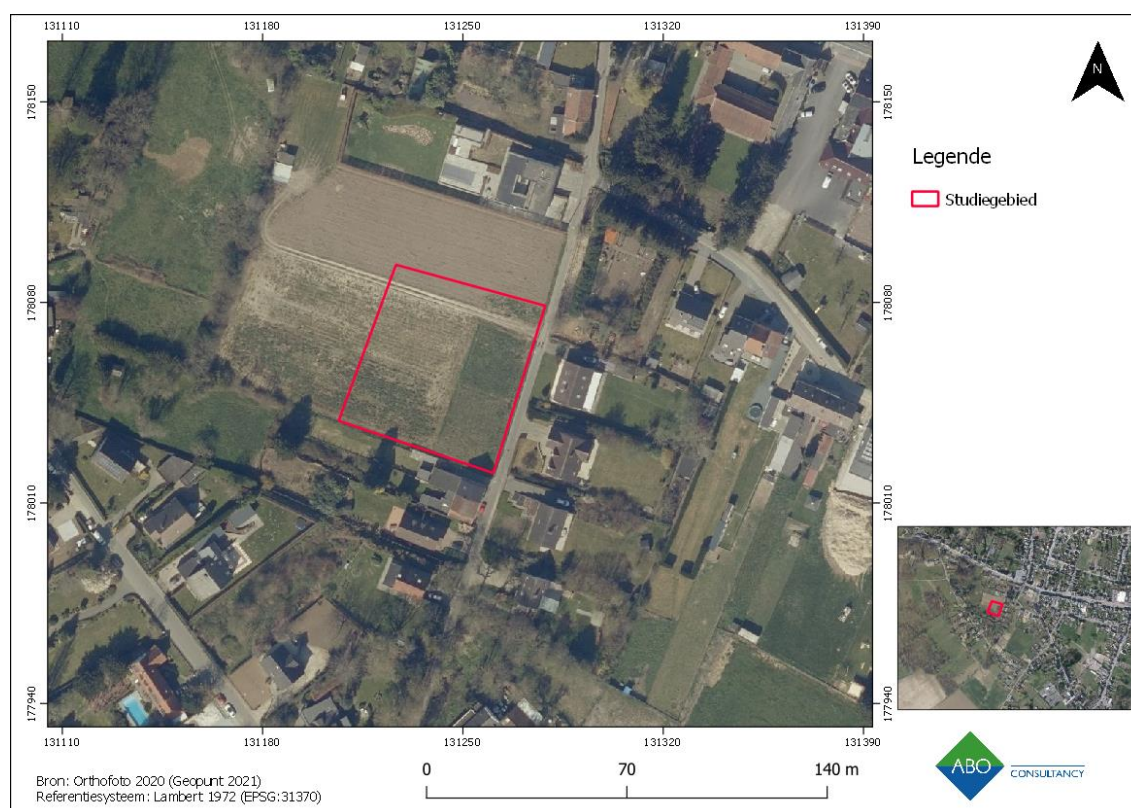 131110 131180 131250 131320 131390
178150
178080
178010
177940
178150
178080
178010
177940
131110 131180 131250 131320 131390
N
Legende
Studiegebied
Bron: Orthofoto 2020 (Geopunt 2021)
Referentiesysteem: Lambert 1972 (EPSG:31370)
0 70 140 m
ABO CONSULTANCY